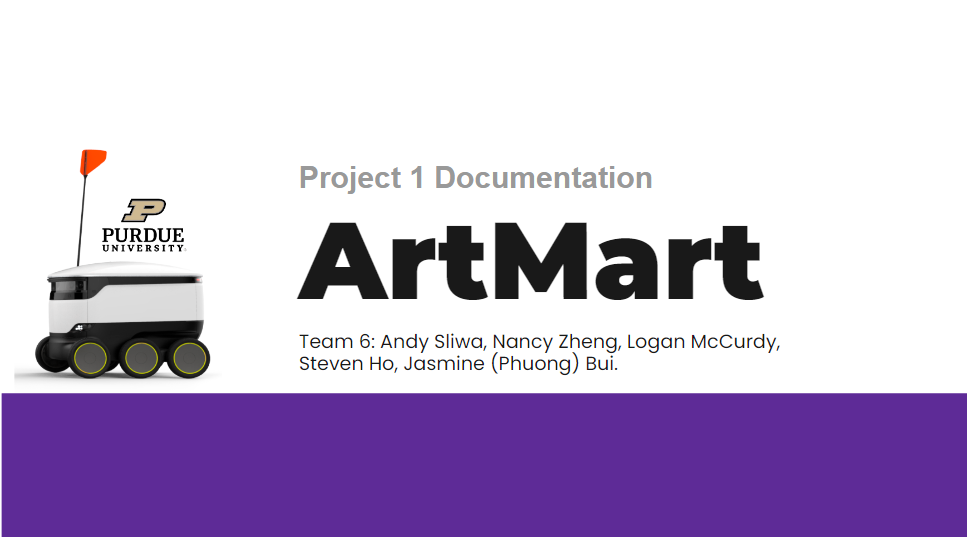 Project 1 Documentation
PURDUE
UNIVERSITY
ArtMart
Team 6: Andy Sliwa, Nancy Zheng, Logan McCurdy,
Steven Ho, Jasmine (Phuong) Bui.